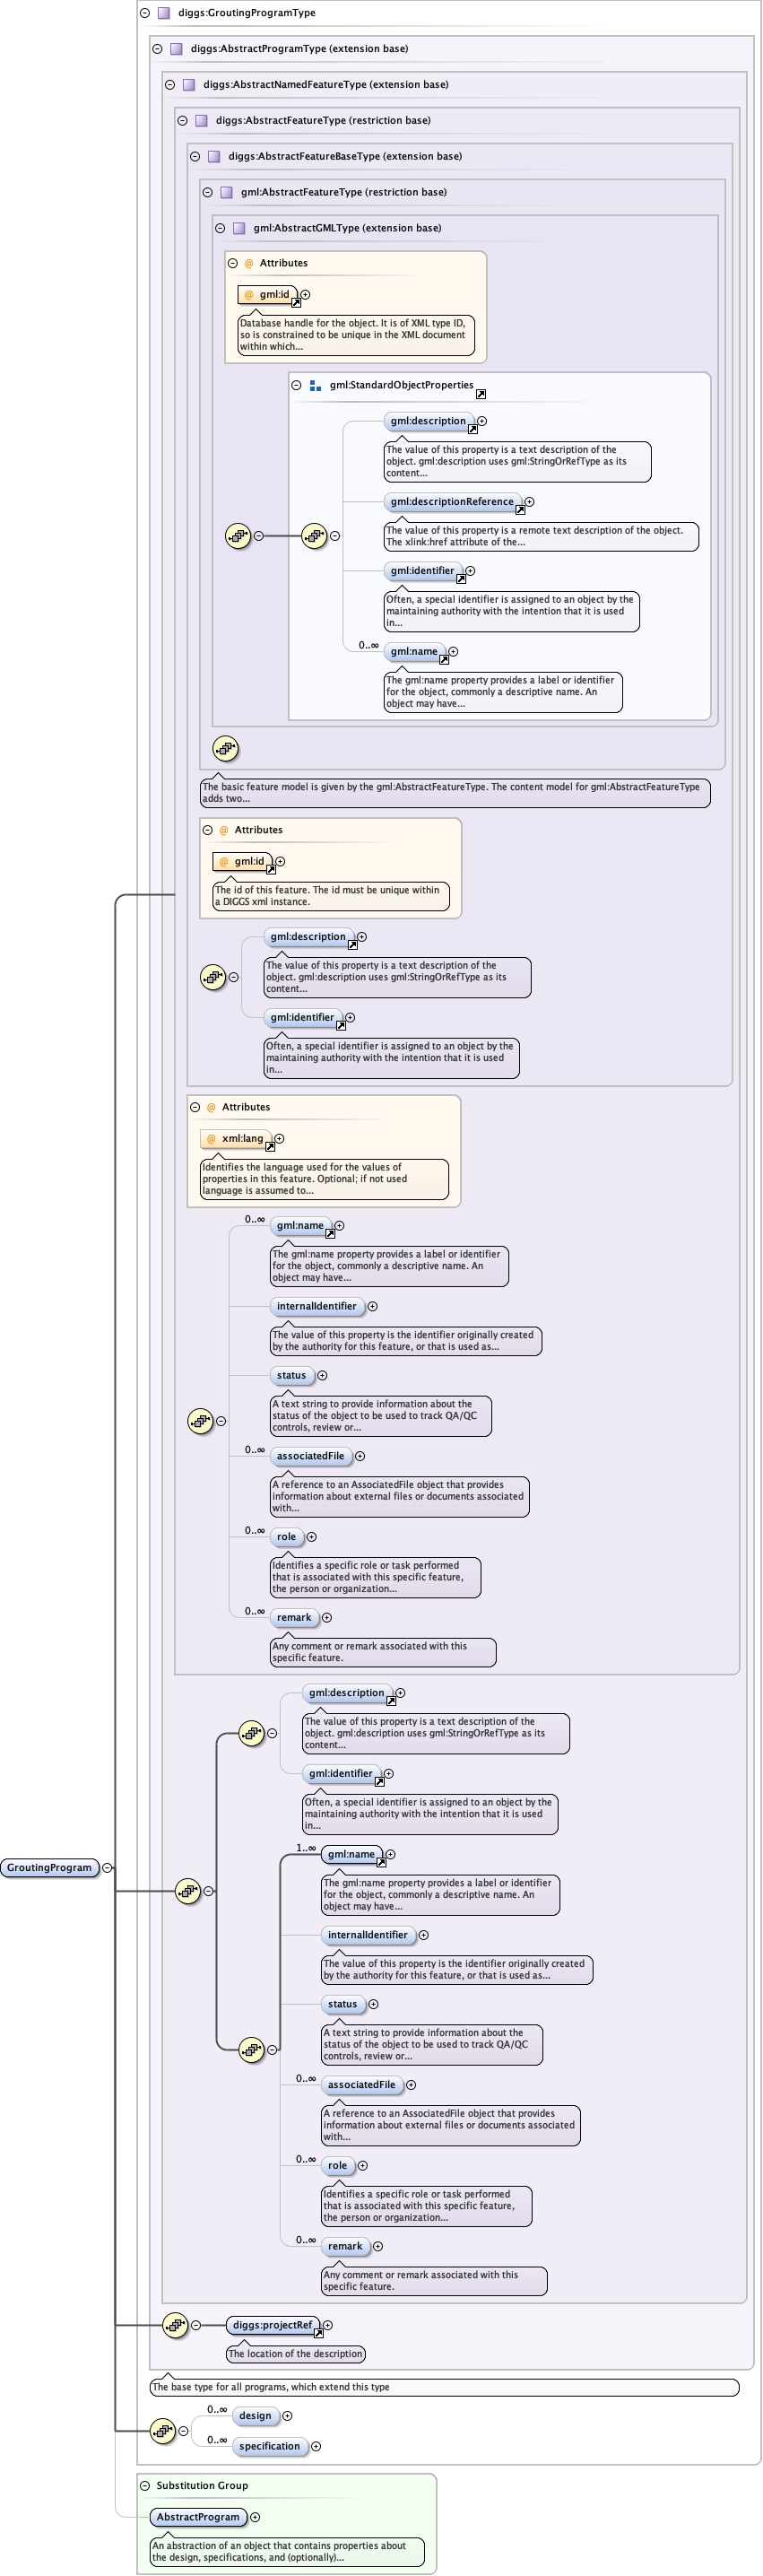 diggs:GroutingProgramType
diggs:AbstractProgramType (extension base)
diggs:AbstractNamedFeatureType (extension base)
diggs:AbstractFeatureType (restriction base)
diggs:AbstractFeatureBaseType (extension base)
gml:AbstractFeatureType (restriction base)
gml:AbstractGMLType (extension base)
@ Attributes
@ gml:id
Database handle for the object. It is of XML type ID,
so is constrained to be unique in the XML document
within which...
gml:StandardObjectProperties
gml:description
The value of this property is a text description of the
object. gml:description uses gml:StringOrRefType as its
content...
gml:descriptionReference
The value of this property is a remote text description of the object.
The xlink:href attribute of the...
gml:identifier
Often, a special identifier is assigned to an object by the
maintaining authority with the intention that it is used
in...
0..∞
gml:name
The gml:name property provides a label or identifier
for the object, commonly a descriptive name. An
object may have...
The basic feature model is given by the gml:AbstractFeatureType. The content model for gml:AbstractFeatureType
adds two...
@ Attributes
@ gml:id
The id of this feature. The id must be unique within
a DIGGS xml instance.
gml:description
The value of this property is a text description of the
object. gml:description uses gml:StringOrRefType as its
content...
gml:identifier
Often, a special identifier is assigned to an object by the
maintaining authority with the intention that it is used
in...
@ Attributes
@ xml:lang
Identifies the language used for the values of
properties in this feature. Optional; if not used
language is assumed to...
0..∞
gml:name
The gml:name property provides a label or identifier
for the object, commonly a descriptive name. An
object may have...
internalIdentifier
The value of this property is the identifier originally created
by the authority for this feature, or that is used as...
status
A text string to provide information about the
status of the object to be used to track QA/QC
controls, review or...
0..∞
associatedFile
A reference to an AssociatedFile object that provides
information about external files or documents associated
with...
0..∞
role
Identifies a specific role or task performed
that is associated with this specific feature,
the person or organization...
0..∞
remark
Any comment or remark associated with this
specific feature.
gml:description
The value of this property is a text description of the
object. gml:description uses gml:StringOrRefType as its
content...
gml:identifier
Often, a special identifier is assigned to an object by the
maintaining authority with the intention that it is used
in...
1..∞
gml:name
GroutingProgram
The gml:name property provides a label or identifier
for the object, commonly a descriptive name. An
object may have...
internalIdentifier
The value of this property is the identifier originally created
by the authority for this feature, or that is used as...
status
A text string to provide information about the
status of the object to be used to track QA/QC
controls, review or...
0..∞
associatedFile
A reference to an AssociatedFile object that provides
information about external files or documents associated
with...
0..∞
role
Identifies a specific role or task performed
that is associated with this specific feature,
the person or organization...
0..∞
remark
Any comment or remark associated with this
specific feature.
diggs:projectRef
The location of the description
The base type for all programs, which extend this type
0..∞
design
0..∞
specification
Substitution Group
AbstractProgram
An abstraction of an object that contains properties about
the design, specifications, and (optionally)...